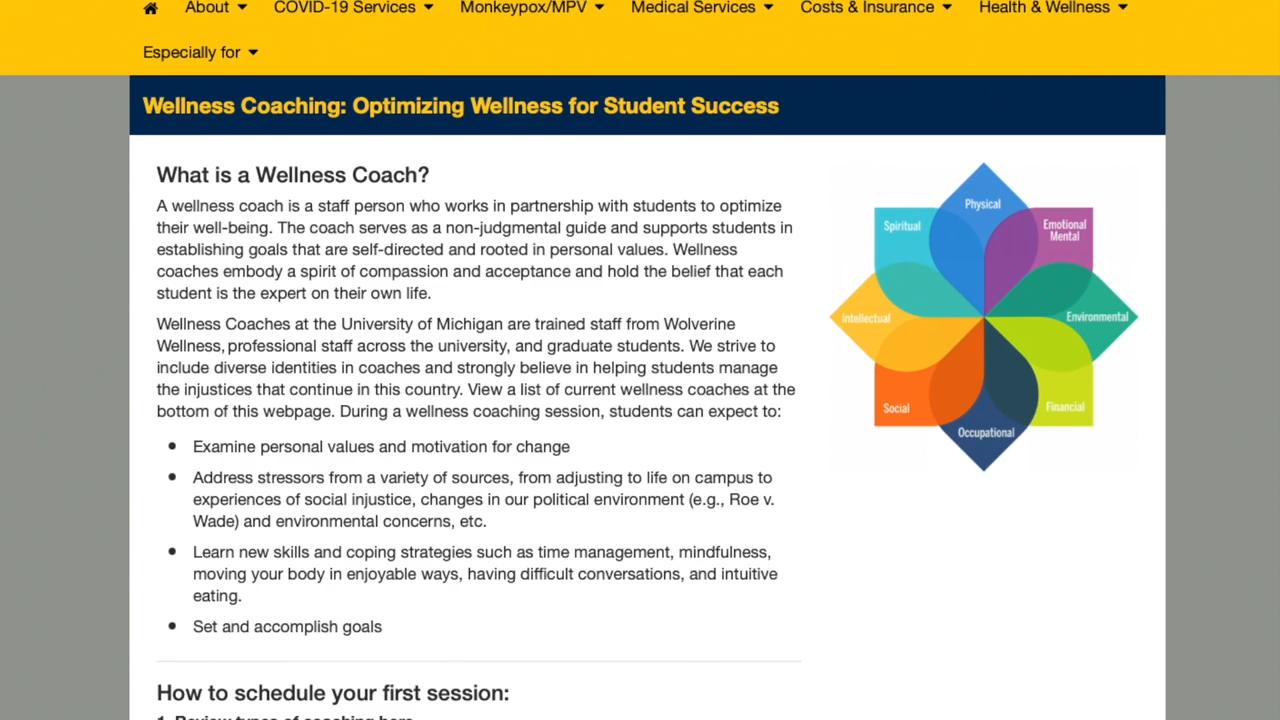 About
COVID-19 Services
Monkeypox/MPV
Medical Services
Costs & Insurance
Health & Wellness
Especially for
Wellness Coaching: Optimizing Wellness for Student Success
What is a Wellness Coach?
A wellness coach is a staff person who works in partnership with students to optimize
their well-being. The coach serves as a non-judgmental guide and supports students in
establishing goals that are self-directed and rooted in personal values. Wellness
coaches embody a spirit of compassion and acceptance and hold the belief that each
student is the expert on their own life.
Wellness Coaches at the University of Michigan are trained staff from Wolverine
Wellness, professional staff across the university, and graduate students. We strive to
include diverse identities in coaches and strongly believe in helping students manage
the injustices that continue in this country. View a list of current wellness coaches at the
bottom of this webpage. During a wellness coaching session, students can expect to:
• Examine personal values and motivation for change
• Address stressors from a variety of sources, from adjusting to life on campus to
experiences of social injustice, changes in our political environment (e.g., Roe v.
Wade) and environmental concerns, etc.
• Learn new skills and coping strategies such as time management, mindfulness,
moving your body in enjoyable ways, having difficult conversations, and intuitive
eating.
• Set and accomplish goals
How to schedule your first session:
1. Review types of coaching here
Physical
Spiritual
Emotional
Mental
Intellectual
Environmental
Social
Financial
Occupational